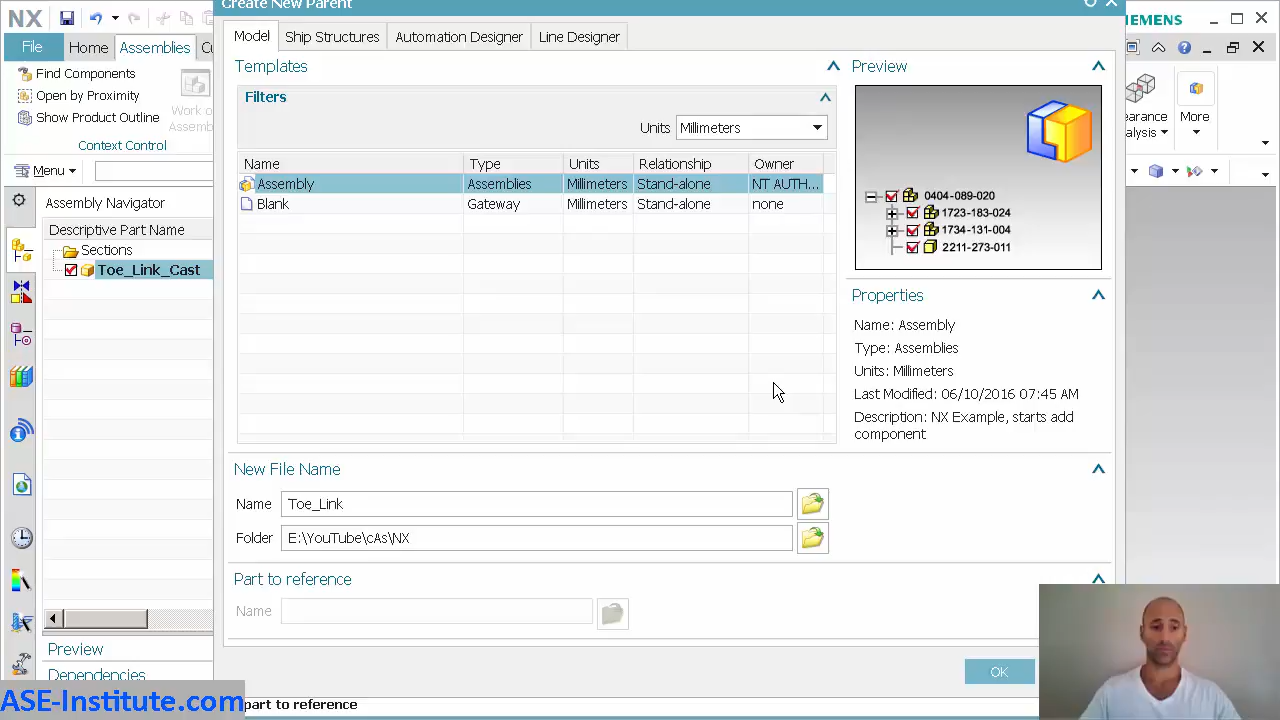 NX
Create New Parent
SIEMENS
File
Home
Assemblies
Find Components
Open by Proximity
Show Product Outline
Work on
Assemb
Context Control
Menu
Assembly Navigator
Descriptive Part Name
Sections
Toe_Link_Cast
Preview
Dependencies
Model
Ship Structures
Automation Designer
Line Designer
Templates
Filters
Units
Millimeters
Name Type Units Relationship Owner
Assembly Assemblies Millimeters Stand-alone NT AUTH...
Blank Gateway Millimeters Stand-alone none
New File Name
Name Toe_Link
Folder E:\YouTube\cAs\NX
Part to reference
Name
OK
part to reference
Preview
0404-089-020
1723-183-024
1734-131-004
2211-273-011
Properties
Name: Assembly
Type: Assemblies
Units: Millimeters
Last Modified: 06/10/2016 07:45 AM
Description: NX Example, starts add
component
earance
nalysis
More
ASE-Institute.com